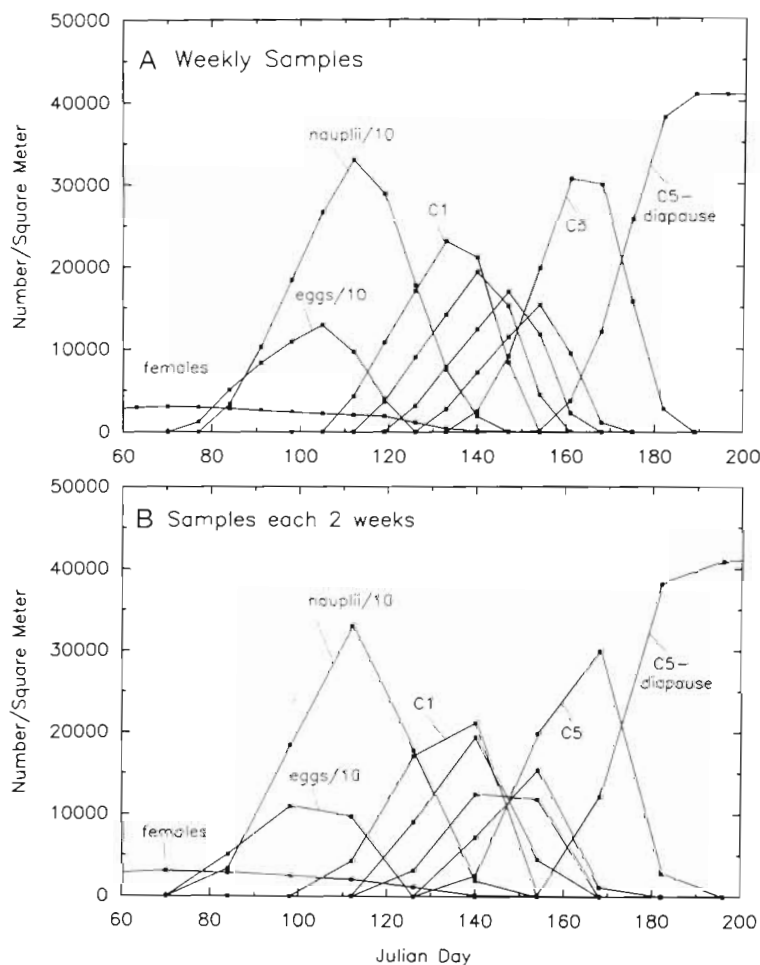 50000
A Weekly Samples
40000
nauplii/10
30000
C1
C5
C5-
diapause
20000
eggs/10
10000
females
0
60 80 100 120 140 160 180 200
Number/Square Meter
50000
B Samples each 2 weeks
40000
nauplii/10
30000
C5-
diapause
C1
C5
20000
eggs/10
10000
females
0
60 80 100 120 140 160 180 200
Number/Square Meter
Julian Day